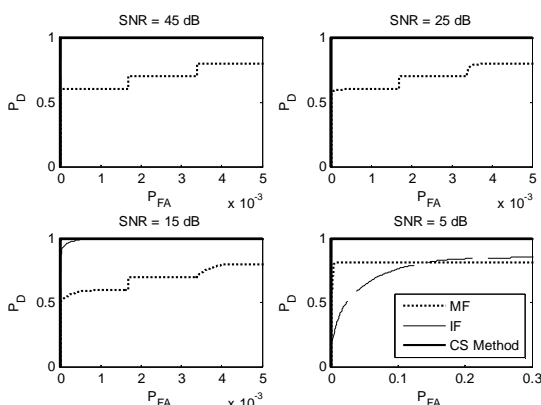 SNR = 45 dB
1
0.5
0
P_D
0 1 2 3 4 5
P_FA
x 10^-3
SNR = 25 dB
1
0.5
0
P_D
0 1 2 3 4 5
P_FA
x 10^-3
SNR = 15 dB
1
0.5
0
P_D
0 1 2 3 4 5
P_FA
x 10^-3
SNR = 5 dB
1
0.5
0
P_D
MF
IF
CS Method
0 0.1 0.2 0.3
P_FA